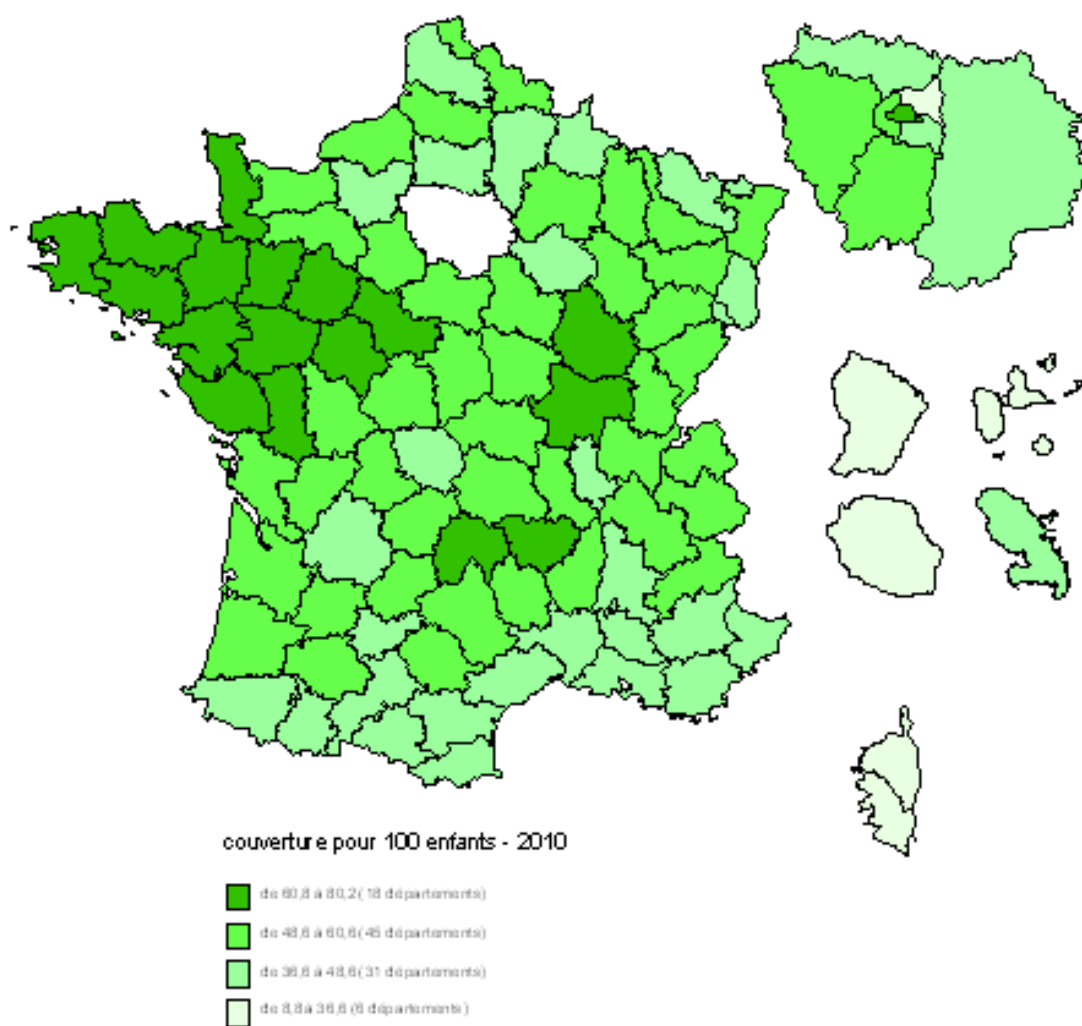 couverture pour 100 enfants - 2010
de 60,8 à 80,2 ( 18 départements)
de 48,6 à 60,6 ( 45 départements)
de 36,6 à 48,6 ( 31 départements)
de 8,8 à 36,6 ( 6 départements)